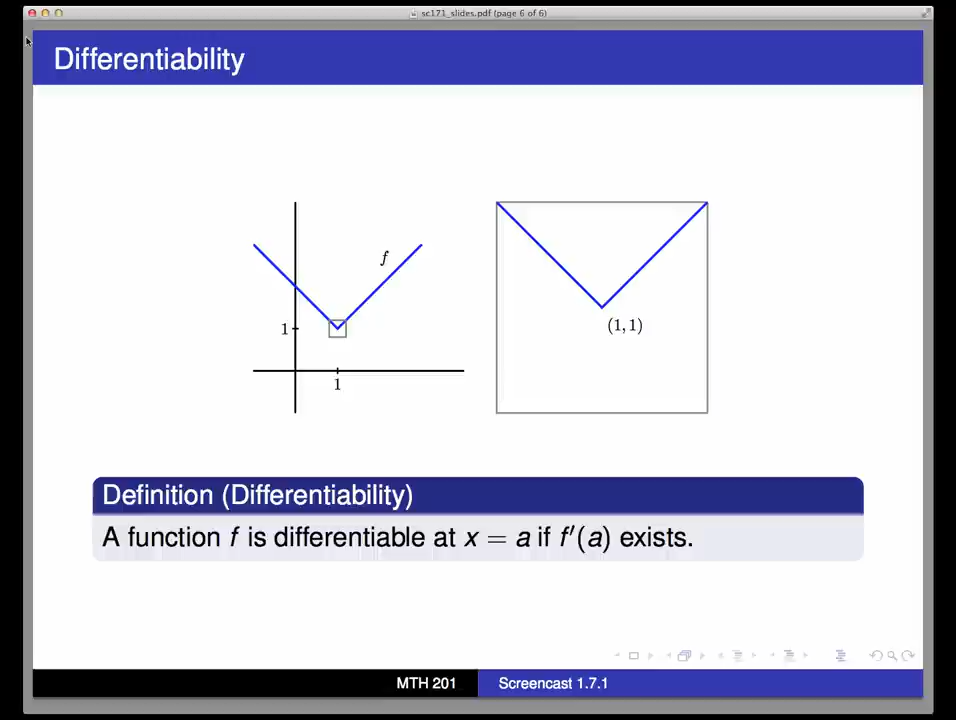 sc171_slides.pdf (page 6 of 6)
Differentiability
f
1
1
(1, 1)
Definition (Differentiability)
A function f is differentiable at x = a if f′(a) exists.
MTH 201
Screencast 1.7.1